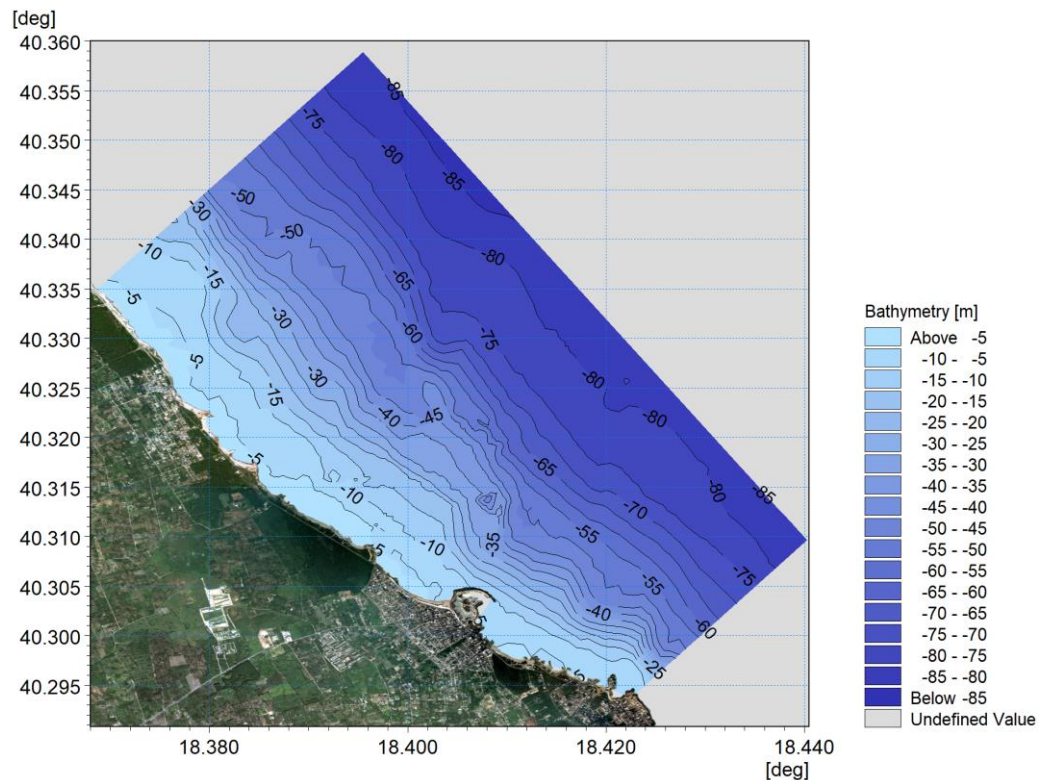 [deg]
40.360
40.355
40.350
40.345
40.340
40.335
40.330
40.325
40.320
40.315
40.310
40.305
40.300
40.295
18.380 18.400 18.420 18.440
[deg]
-85
-75
-80
-85
-50
-30
-50
-10
-80
-15
-65
-5
-30
-60
-75
-5
-30
-80
-15
-40
-45
-80
-5
-65
-10
-80
-85
-70
-35
-55
-10
-5
-75
-55
-40
-5
-60
-25
-5
Bathymetry [m]
Above -5
-10 - -5
-15 - -10
-20 - -15
-25 - -20
-30 - -25
-35 - -30
-40 - -35
-45 - -40
-50 - -45
-55 - -50
-60 - -55
-65 - -60
-70 - -65
-75 - -70
-80 - -75
-85 - -80
Below -85
Undefined Value